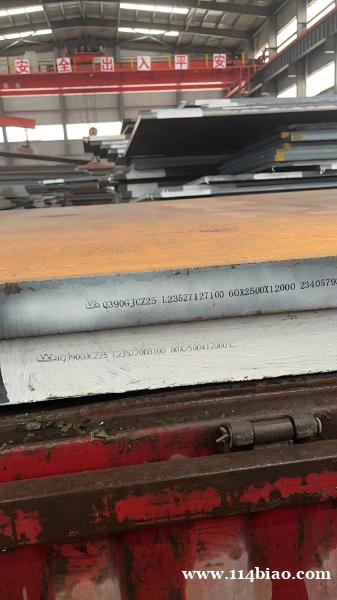 安全出入平安
Q390GJCZ25 L23527127100 60X2500X12000 2340579
Q390GJCZ25 L23522008100 80X2500X12000
www.114biao.com